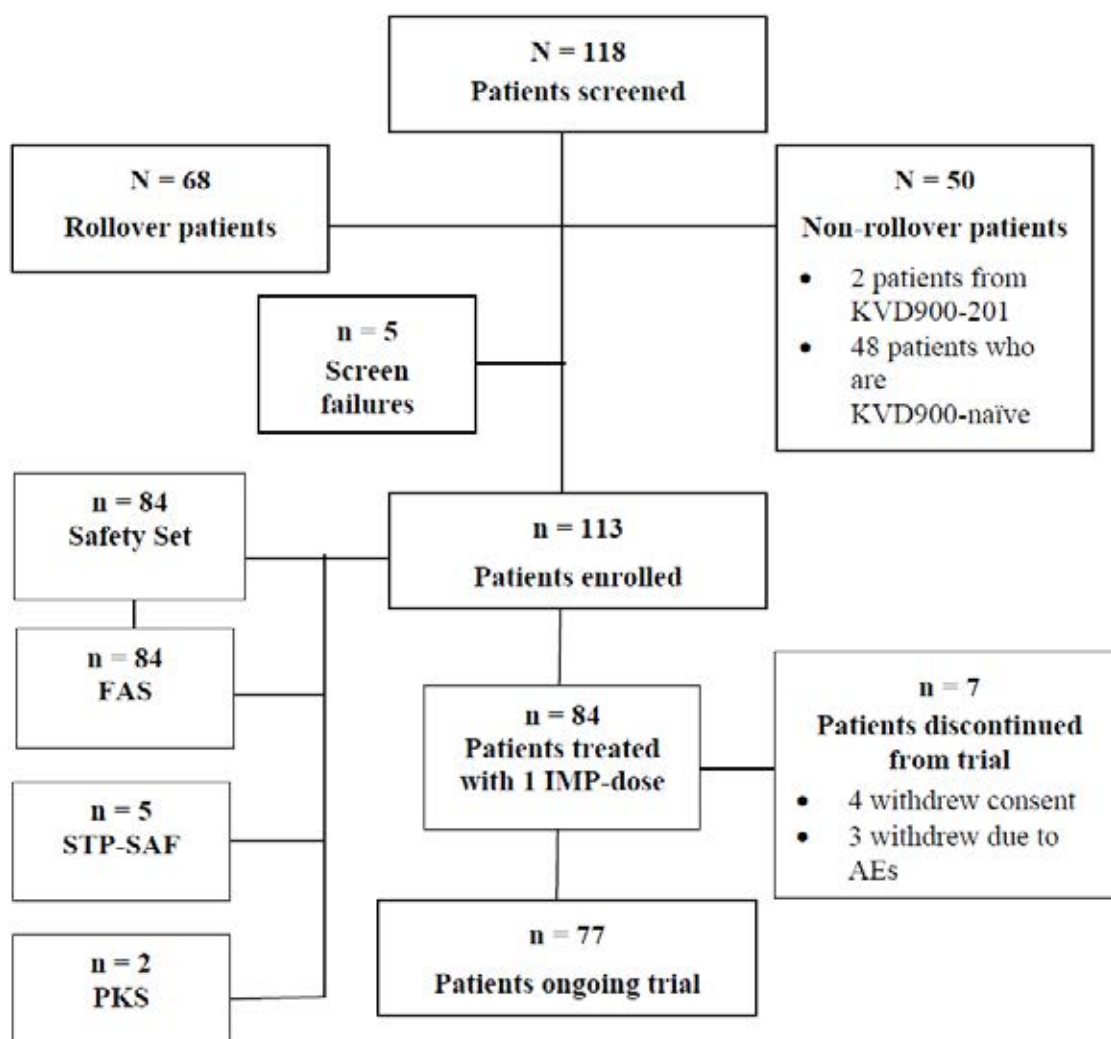 N = 118
Patients screened
N = 68
Rollover patients
N = 50
Non-rollover patients
• 2 patients from
KVD900-201
• 48 patients who
are
KVD900-naïve
n = 5
Screen
failures
n = 84
Safety Set
n = 113
Patients enrolled
n = 84
FAS
n = 84
Patients treated
with 1 IMP-dose
n = 7
Patients discontinued
from trial
• 4 withdrew consent
• 3 withdrew due to
AEs
n = 5
STP-SAF
n = 77
Patients ongoing trial
n = 2
PKS